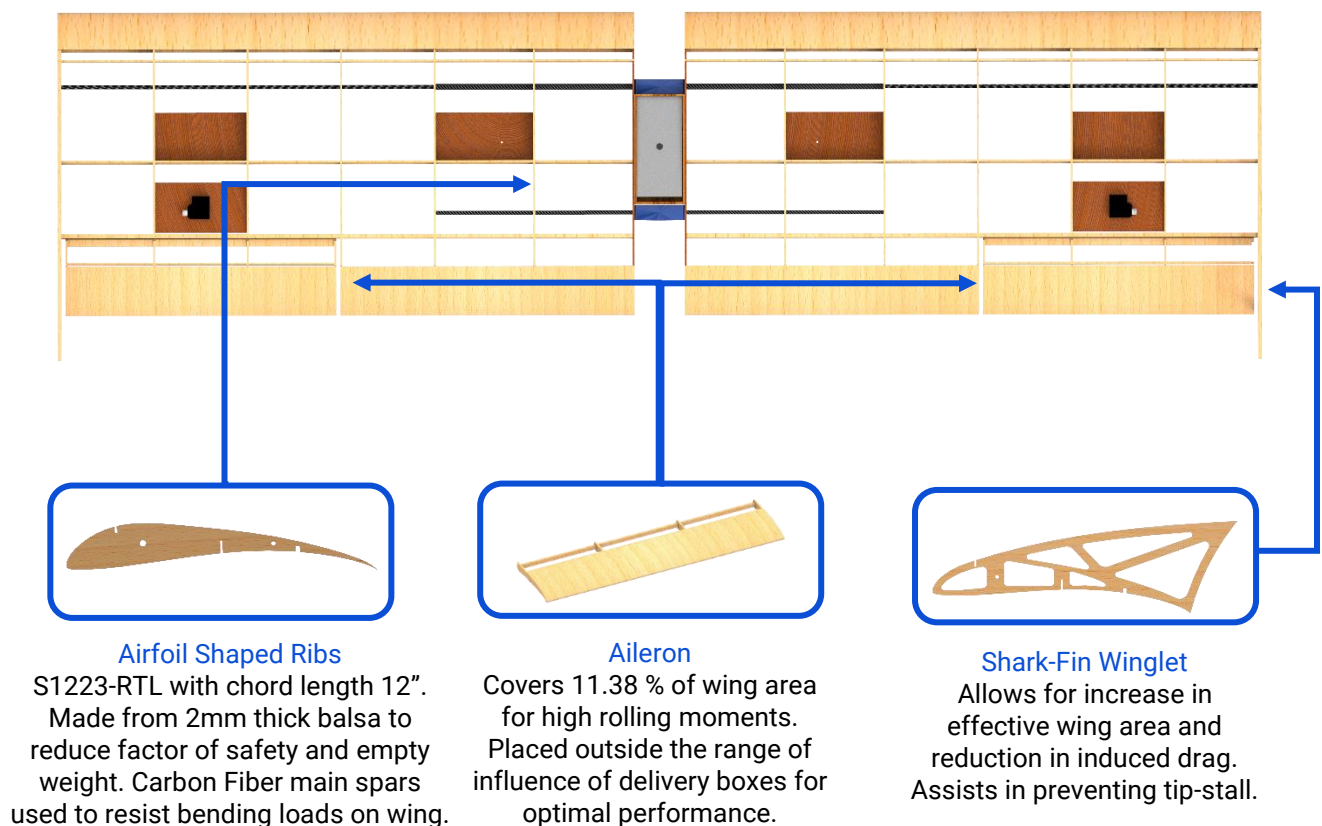 Airfoil Shaped Ribs
S1223-RTL with chord length 12”.
Made from 2mm thick balsa to
reduce factor of safety and empty
weight. Carbon Fiber main spars
used to resist bending loads on wing.
Aileron
Covers 11.38 % of wing area
for high rolling moments.
Placed outside the range of
influence of delivery boxes for
optimal performance.
Shark-Fin Winglet
Allows for increase in
effective wing area and
reduction in induced drag.
Assists in preventing tip-stall.